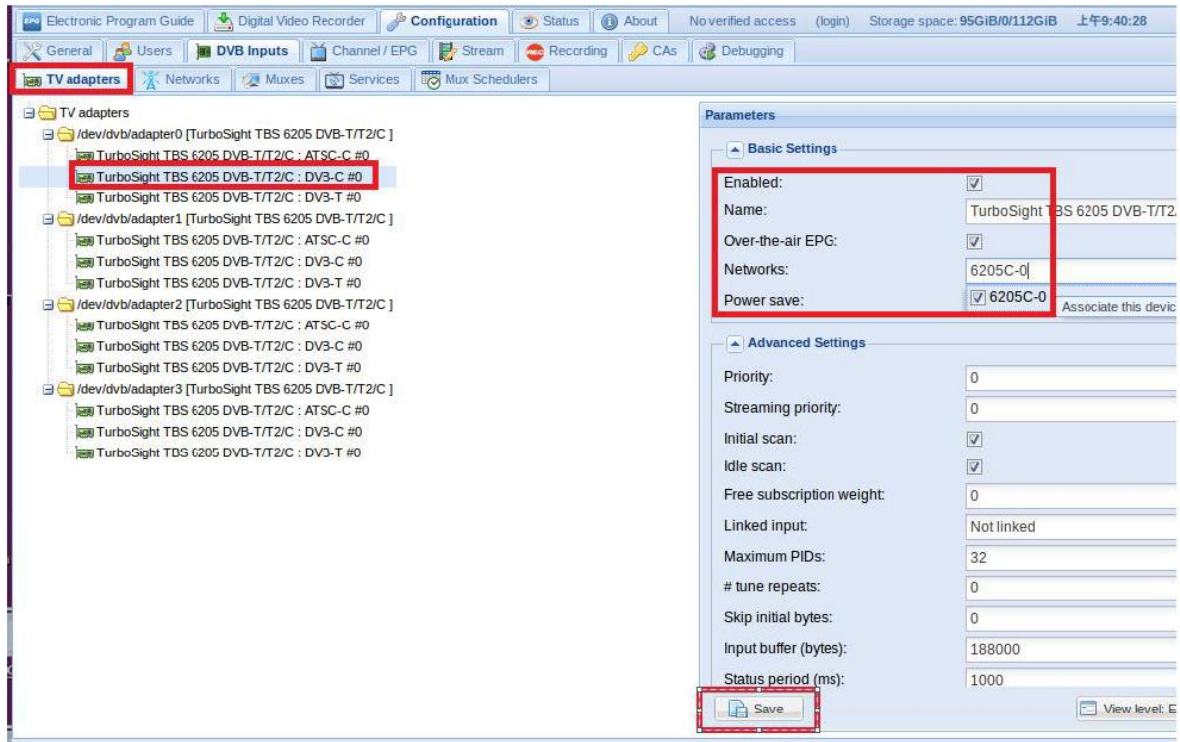 EPG Electronic Program Guide Digital Video Recorder Configuration Status About No verified access (login) Storage space: 95GiB/0/112GiB 上午9:40:28
General Users DVB Inputs Channel / EPG Stream REC Recording CAs Debugging
TV adapters Networks Muxes Services Mux Schedulers
TV adapters
/dev/dvb/adapter0 [TurboSight TBS 6205 DVB-T/T2/C ]
TurboSight TBS 6205 DVB-T/T2/C : ATSC-C #0
TurboSight TBS 6205 DVB-T/T2/C : DVB-C #0
TurboSight TBS 6205 DVB-T/T2/C : DVB-T #0
/dev/dvb/adapter1 [TurboSight TBS 6205 DVB-T/T2/C ]
TurboSight TBS 6205 DVB-T/T2/C : ATSC-C #0
TurboSight TBS 6205 DVB-T/T2/C : DVB-C #0
TurboSight TBS 6205 DVB-T/T2/C : DVB-T #0
/dev/dvb/adapter2 [TurboSight TBS 6205 DVB-T/T2/C ]
TurboSight TBS 6205 DVB-T/T2/C : ATSC-C #0
TurboSight TBS 6205 DVB-T/T2/C : DVB-C #0
TurboSight TBS 6205 DVB-T/T2/C : DVB-T #0
/dev/dvb/adapter3 [TurboSight TBS 6205 DVB-T/T2/C ]
TurboSight TBS 6205 DVB-T/T2/C : ATSC-C #0
TurboSight TBS 6205 DVB-T/T2/C : DVB-C #0
TurboSight TBS 6205 DVB-T/T2/C : DVB-T #0
Parameters
Basic Settings
Enabled:
Name: TurboSight TBS 6205 DVB-T/T2
Over-the-air EPG:
Networks: 6205C-0
Power save: 6205C-0 Associate this devic
Advanced Settings
Priority: 0
Streaming priority: 0
Initial scan:
Idle scan:
Free subscription weight: 0
Linked input: Not linked
Maximum PIDs: 32
# tune repeats: 0
Skip initial bytes: 0
Input buffer (bytes): 188000
Status period (ms): 1000
Save View level: E